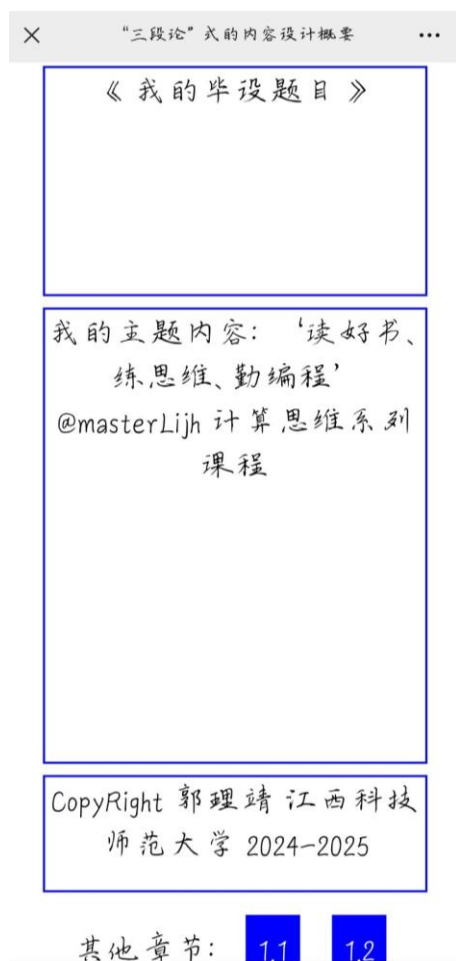 “三段论”式的内容设计概要
《我的毕设题目》
我的主题内容：‘读好书、
练思维、勤编程’
@masterLijh 计算思维系列
课程
CopyRight 郭理靖 江西科技
师范大学 2024-2025
其他章节： 1.1 1.2